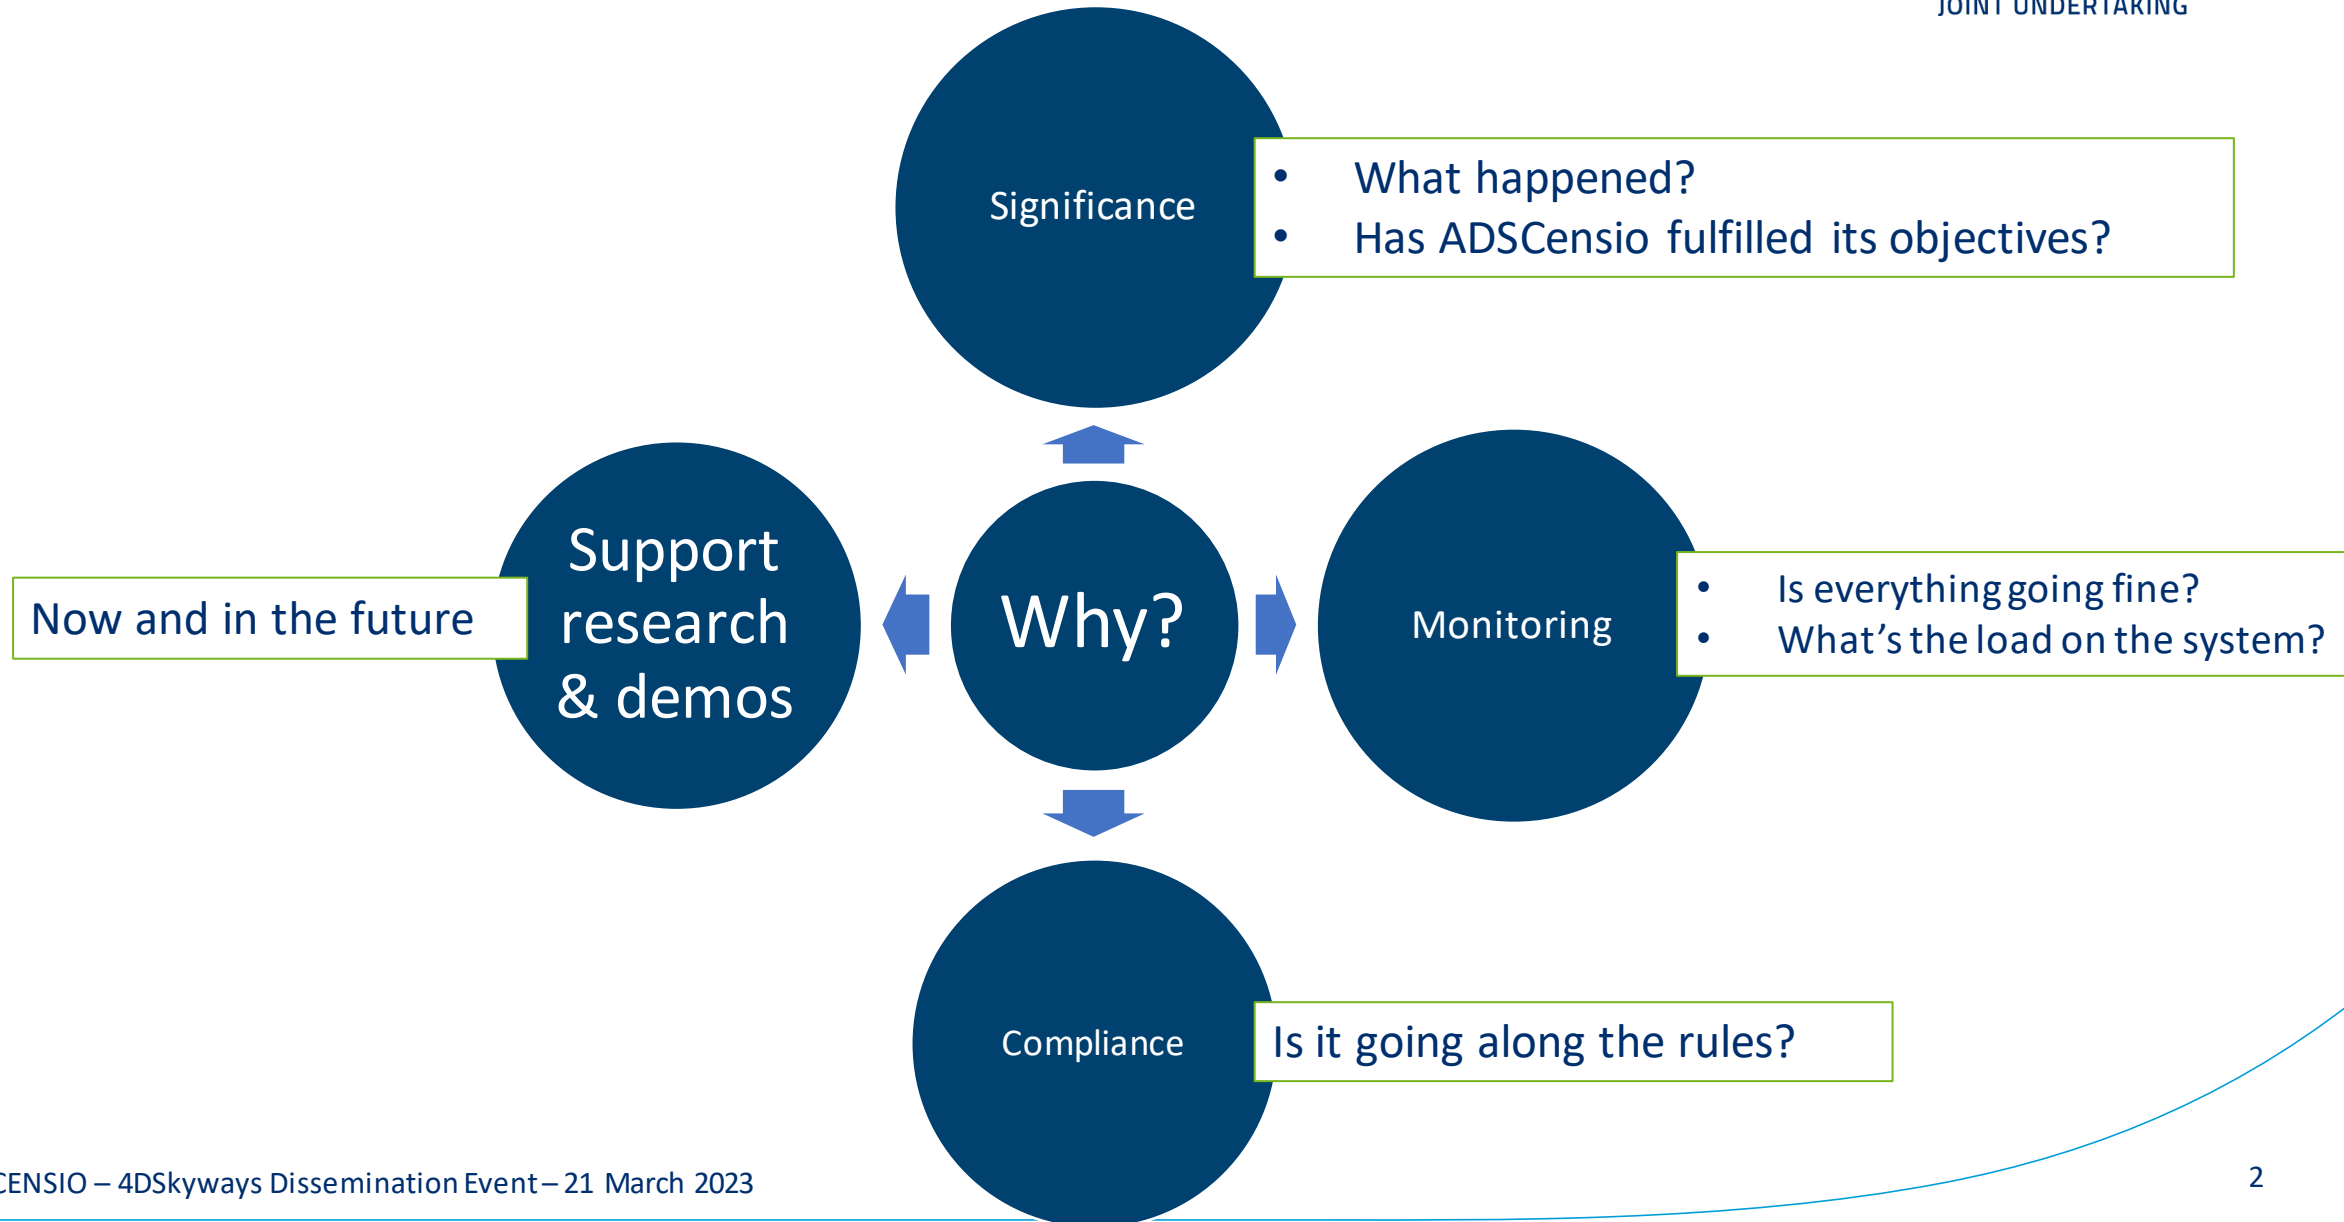 JOINT UNDERTAKING
Significance
• What happened?
• Has ADSCensio fulfilled its objectives?
Now and in the future
Support
research
& demos
Why?
Monitoring
• Is everything going fine?
• What's the load on the system?
Compliance
Is it going along the rules?
CENSIO – 4DSkyways Dissemination Event – 21 March 2023
2